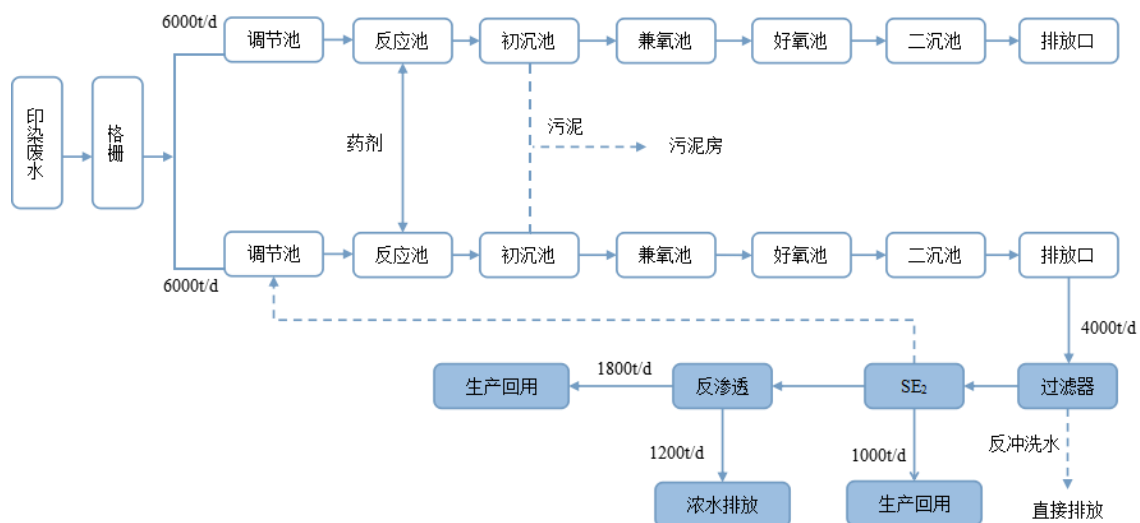 6000t/d
调节池
反应池
初沉池
兼氧池
好氧池
二沉池
排放口
印染废水
格栅
药剂
污泥
污泥房
调节池
反应池
初沉池
兼氧池
好氧池
二沉池
排放口
6000t/d
4000t/d
生产回用
1800t/d
反渗透
SE₂
过滤器
1200t/d
1000t/d
反冲洗水
浓水排放
生产回用
直接排放